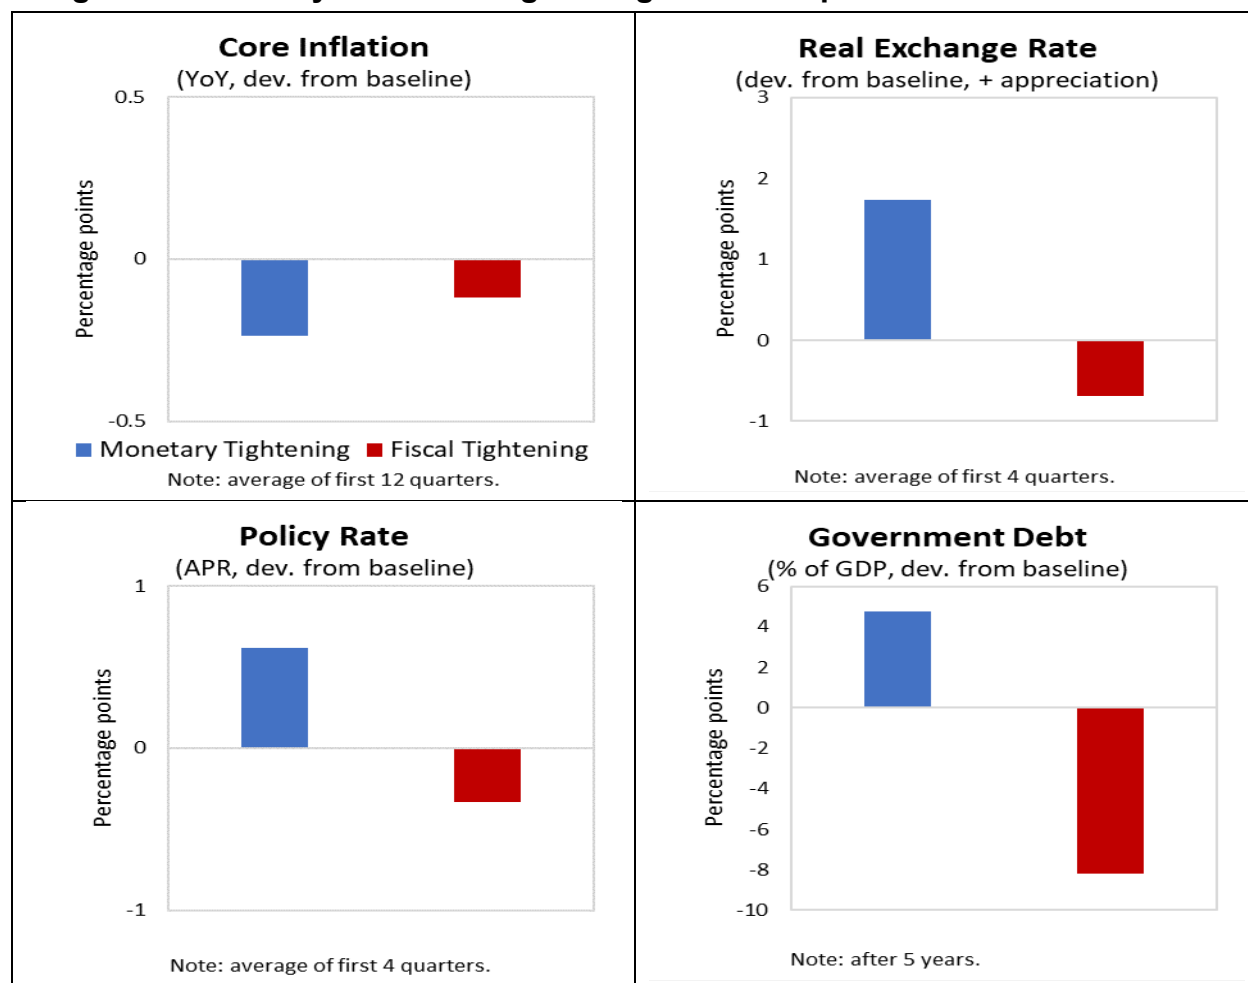 Core Inflation
(YoY, dev. from baseline)
0.5
0
-0.5
Percentage points
Monetary Tightening Fiscal Tightening
Note: average of first 12 quarters.
Real Exchange Rate
(dev. from baseline, + appreciation)
3
2
1
0
-1
Percentage points
Note: average of first 4 quarters.
Policy Rate
(APR, dev. from baseline)
1
0
-1
Percentage points
Note: average of first 4 quarters.
Government Debt
(% of GDP, dev. from baseline)
6
4
2
0
-2
-4
-6
-8
-10
Percentage points
Note: after 5 years.